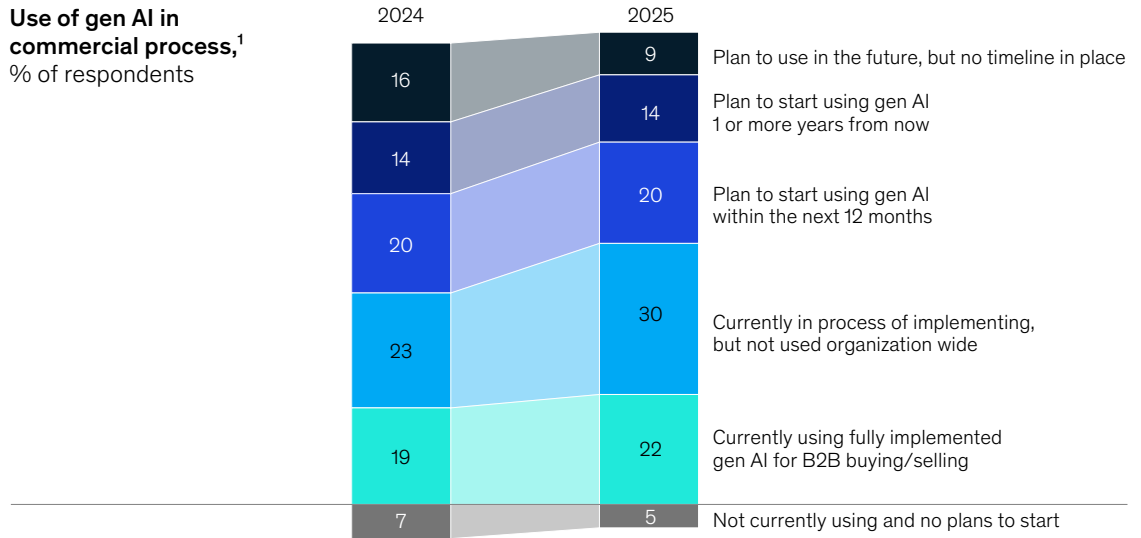 Use of gen AI in
commercial process,¹
% of respondents
2024
2025
16
9
Plan to use in the future, but no timeline in place
14
14
Plan to start using gen AI
1 or more years from now
20
20
Plan to start using gen AI
within the next 12 months
23
30
Currently in process of implementing,
but not used organization wide
19
22
Currently using fully implemented
gen AI for B2B buying/selling
7
5
Not currently using and no plans to start